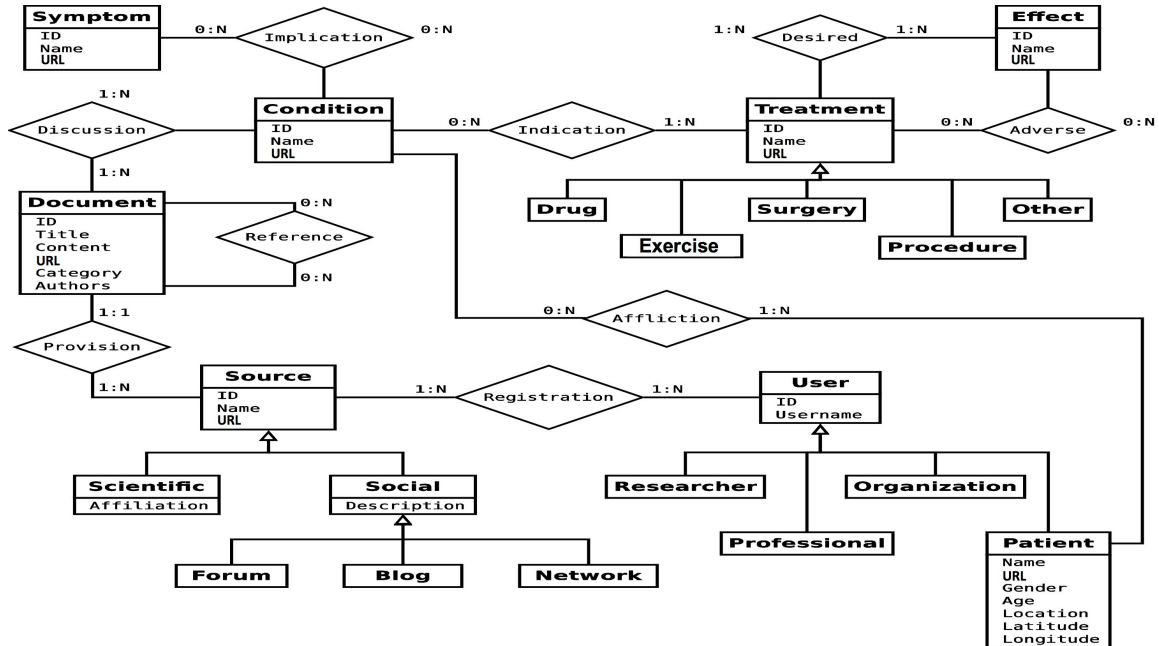 Symptom
ID
Name
URL
0:N
Implication
0:N
1:N
Desired
1:N
Effect
ID
Name
URL
1:N
Discussion
1:N
Condition
ID
Name
URL
0:N
Indication
1:N
Treatment
ID
Name
URL
0:N
Adverse
0:N
Drug
Exercise
Surgery
Procedure
Other
Document
ID
Title
Content
URL
Category
Authors
0:N
Reference
0:N
0:N
Affliction
1:N
1:1
Provision
1:N
Source
ID
Name
URL
1:N
Registration
1:N
User
ID
Username
Scientific
Affiliation
Social
Description
Forum
Blog
Network
Researcher
Professional
Organization
Patient
Name
URL
Gender
Age
Location
Latitude
Longitude